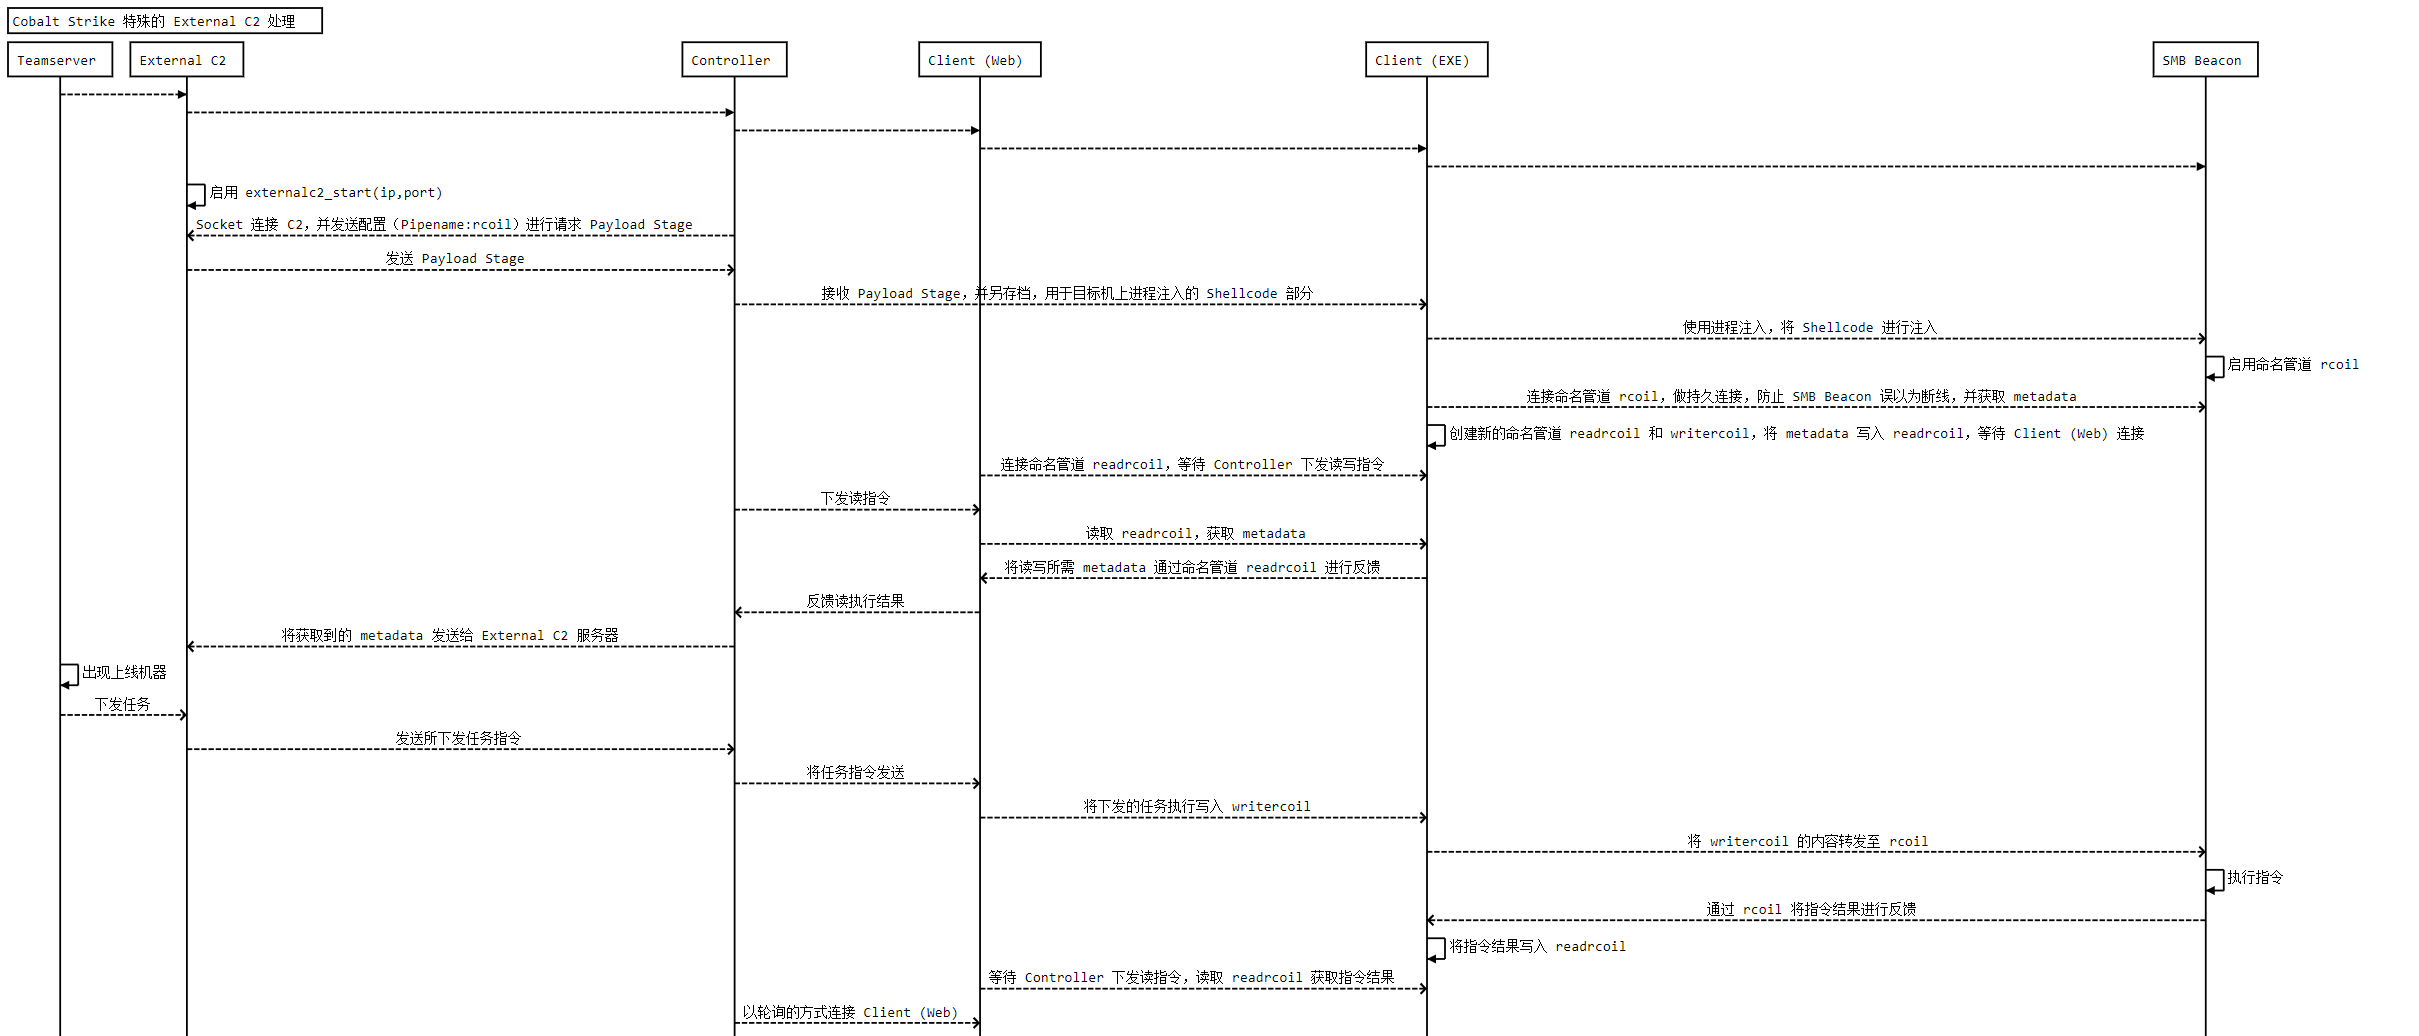 Cobalt Strike 特殊的 External C2 处理
Teamserver
External C2
Controller
Client (Web)
Client (EXE)
SMB Beacon
启用 externalc2_start(ip,port)
Socket 连接 C2，并发送配置（Pipename:rcoil）进行请求 Payload Stage
发送 Payload Stage
接收 Payload Stage，并另存档，用于目标机上进程注入的 Shellcode 部分
使用进程注入，将 Shellcode 进行注入
启用命名管道 rcoil
连接命名管道 rcoil，做持久连接，防止 SMB Beacon 误以为断线，并获取 metadata
创建新的命名管道 readrcoil 和 writercoil，将 metadata 写入 readrcoil，等待 Client (Web) 连接
连接命名管道 readrcoil，等待 Controller 下发读写指令
下发读指令
读取 readrcoil，获取 metadata
将读写所需 metadata 通过命名管道 readrcoil 进行反馈
反馈读执行结果
将获取到的 metadata 发送给 External C2 服务器
出现上线机器
下发任务
发送所下发任务指令
将任务指令发送
将下发的任务执行写入 writercoil
将 writercoil 的内容转发至 rcoil
执行指令
通过 rcoil 将指令结果进行反馈
将指令结果写入 readrcoil
等待 Controller 下发读指令，读取 readrcoil 获取指令结果
以轮询的方式连接 Client (Web)